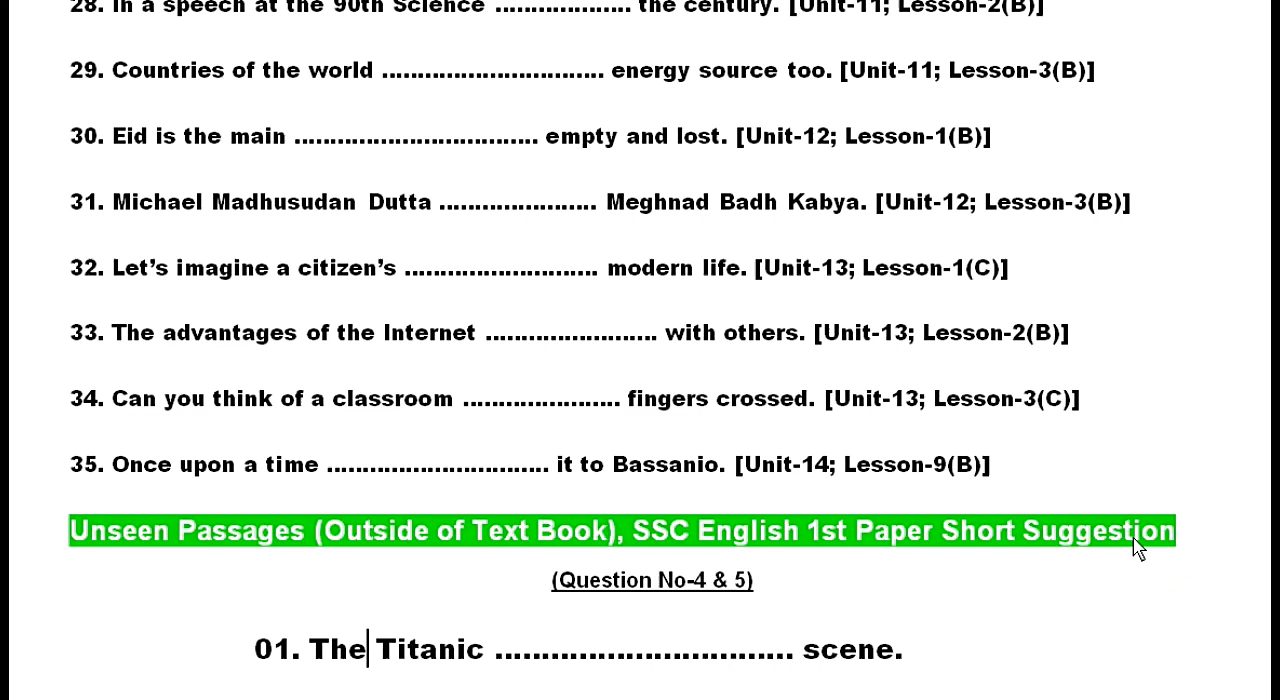 28. In a speech at the 90th Science ................... the century. [Unit-11; Lesson-2(B)]
29. Countries of the world ............................... energy source too. [Unit-11; Lesson-3(B)]
30. Eid is the main .................................. empty and lost. [Unit-12; Lesson-1(B)]
31. Michael Madhusudan Dutta ...................... Meghnad Badh Kabya. [Unit-12; Lesson-3(B)]
32. Let’s imagine a citizen’s ........................... modern life. [Unit-13; Lesson-1(C)]
33. The advantages of the Internet ........................ with others. [Unit-13; Lesson-2(B)]
34. Can you think of a classroom ...................... fingers crossed. [Unit-13; Lesson-3(C)]
35. Once upon a time ............................... it to Bassanio. [Unit-14; Lesson-9(B)]
Unseen Passages (Outside of Text Book), SSC English 1st Paper Short Suggestion
(Question No-4 & 5)
01. The Titanic ................................. scene.